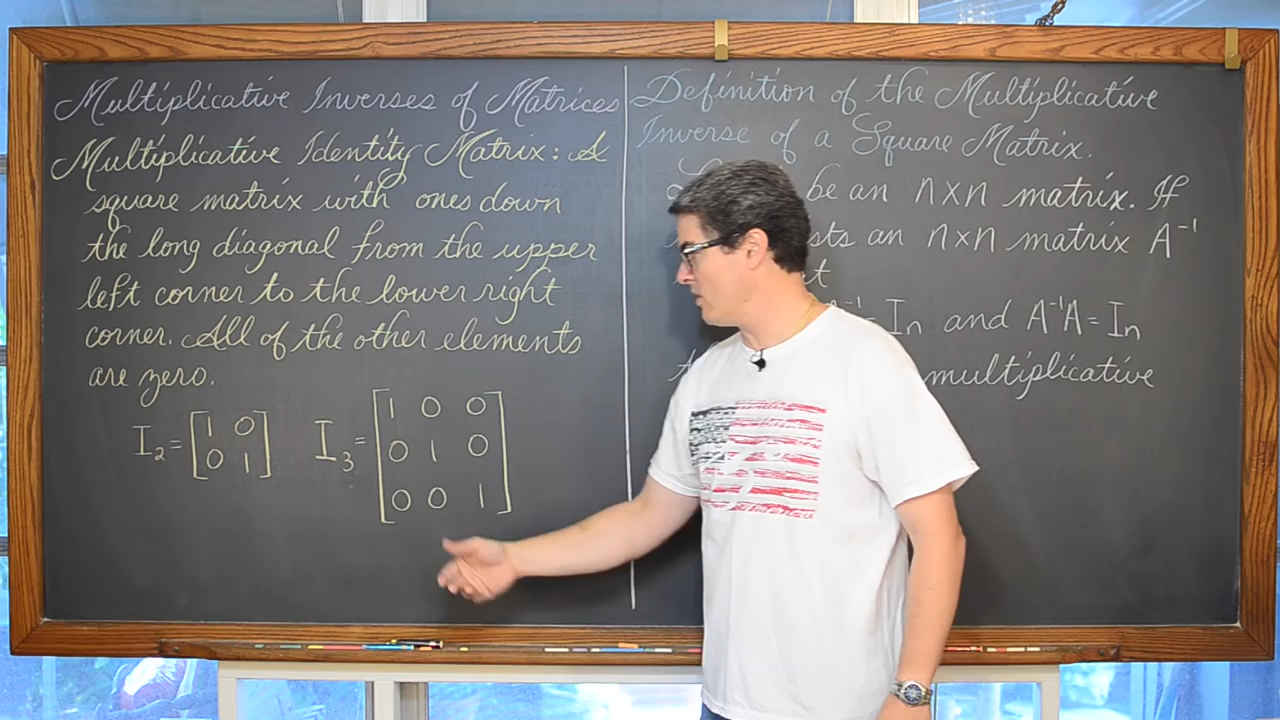 Multiplicative Inverses of Matrices
Multiplicative Identity Matrix: A
square matrix with ones down
the long diagonal from the upper
left corner to the lower right
corner. All of the other elements
are zero.
I₂ = [1 0
0 1]
I₃ = [1 0 0
0 1 0
0 0 1]
Definition of the Multiplicative
Inverse of a Square Matrix.
be an n×n matrix. If
an n×n matrix A⁻¹
= Iₙ and A⁻¹A = Iₙ
multiplicative